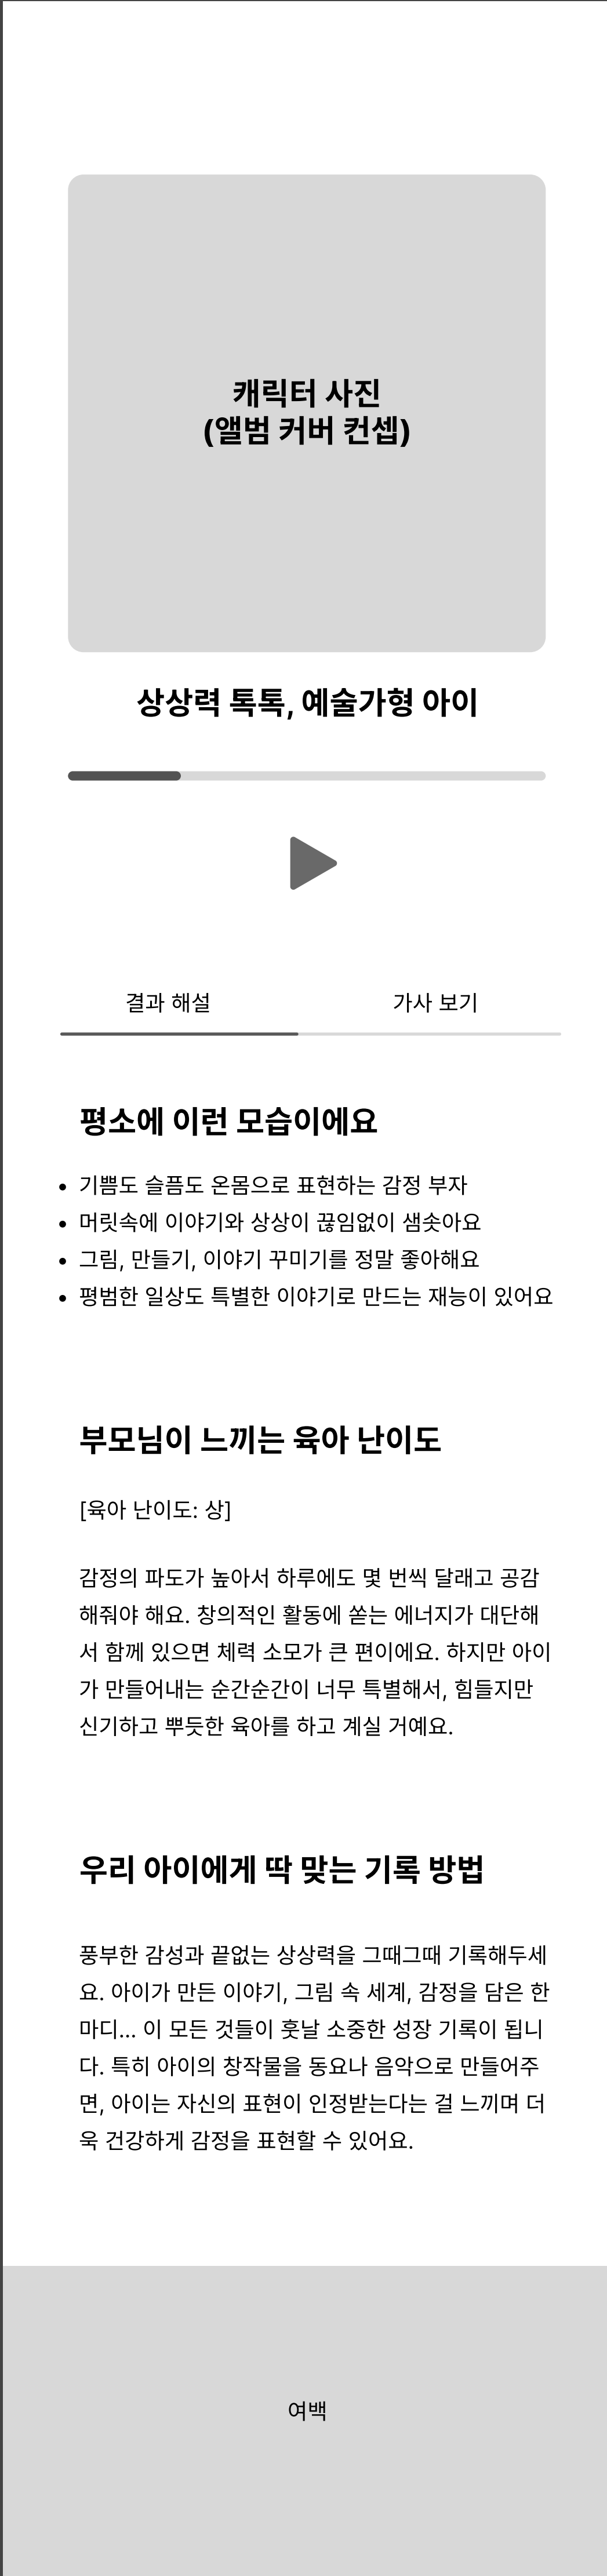 캐릭터 사진
(앨범 커버 컨셉)
상상력 톡톡, 예술가형 아이
결과 해설
가사 보기
평소에 이런 모습이에요
• 기쁨도 슬픔도 온몸으로 표현하는 감정 부자
• 머릿속에 이야기와 상상이 끊임없이 샘솟아요
• 그림, 만들기, 이야기 꾸미기를 정말 좋아해요
• 평범한 일상도 특별한 이야기로 만드는 재능이 있어요
부모님이 느끼는 육아 난이도
[육아 난이도: 상]
감정의 파도가 높아서 하루에도 몇 번씩 달래고 공감
해줘야 해요. 창의적인 활동에 쏟는 에너지가 대단해
서 함께 있으면 체력 소모가 큰 편이에요. 하지만 아이
가 만들어내는 순간순간이 너무 특별해서, 힘들지만
신기하고 뿌듯한 육아를 하고 계실 거예요.
우리 아이에게 딱 맞는 기록 방법
풍부한 감성과 끝없는 상상력을 그때그때 기록해두세
요. 아이가 만든 이야기, 그림 속 세계, 감정을 담은 한
마디... 이 모든 것들이 훗날 소중한 성장 기록이 됩니
다. 특히 아이의 창작물을 동요나 음악으로 만들어주
면, 아이는 자신의 표현이 인정받는다는 걸 느끼며 더
욱 건강하게 감정을 표현할 수 있어요.
여백